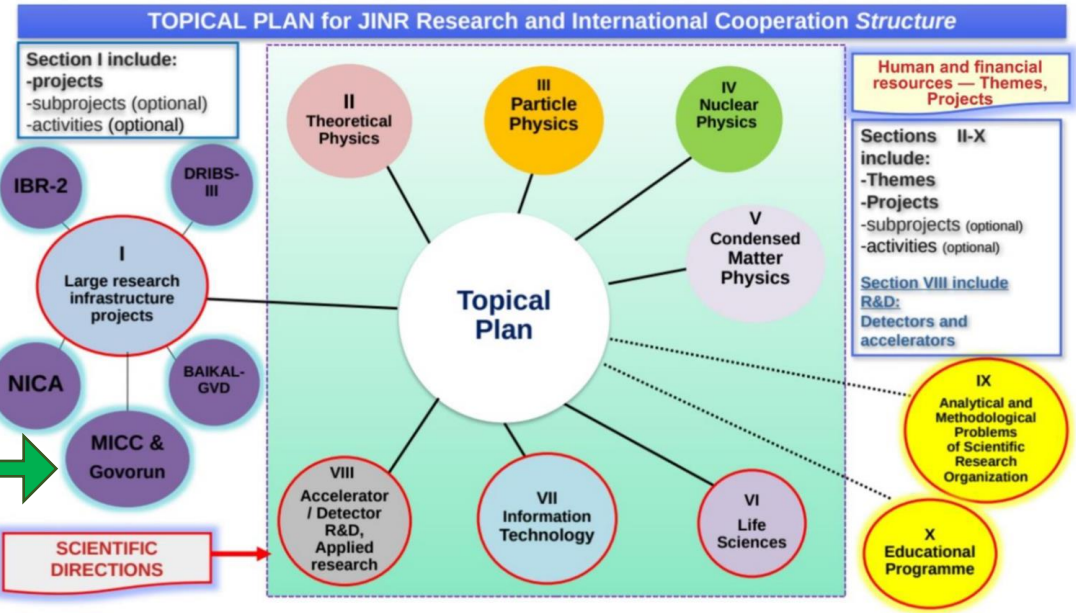 TOPICAL PLAN for JINR Research and International Cooperation Structure
Section I include:
-projects
-subprojects (optional)
-activities (optional)
IBR-2
DRIBS-
III
I
Large research
infrastructure
projects
NICA
BAIKAL-
GVD
MICC &
Govorun
SCIENTIFIC
DIRECTIONS
II
Theoretical
Physics
III
Particle
Physics
IV
Nuclear
Physics
V
Condensed
Matter
Physics
Topical
Plan
VIII
Accelerator
/ Detector
R&D,
Applied
research
VII
Information
Technology
VI
Life
Sciences
Human and financial
resources — Themes,
Projects
Sections II-X
include:
-Themes
-Projects
-subprojects (optional)
-activities (optional)
Section VIII include
R&D:
Detectors and
accelerators
IX
Analytical and
Methodological
Problems
of Scientific
Research
Organization
X
Educational
Programme